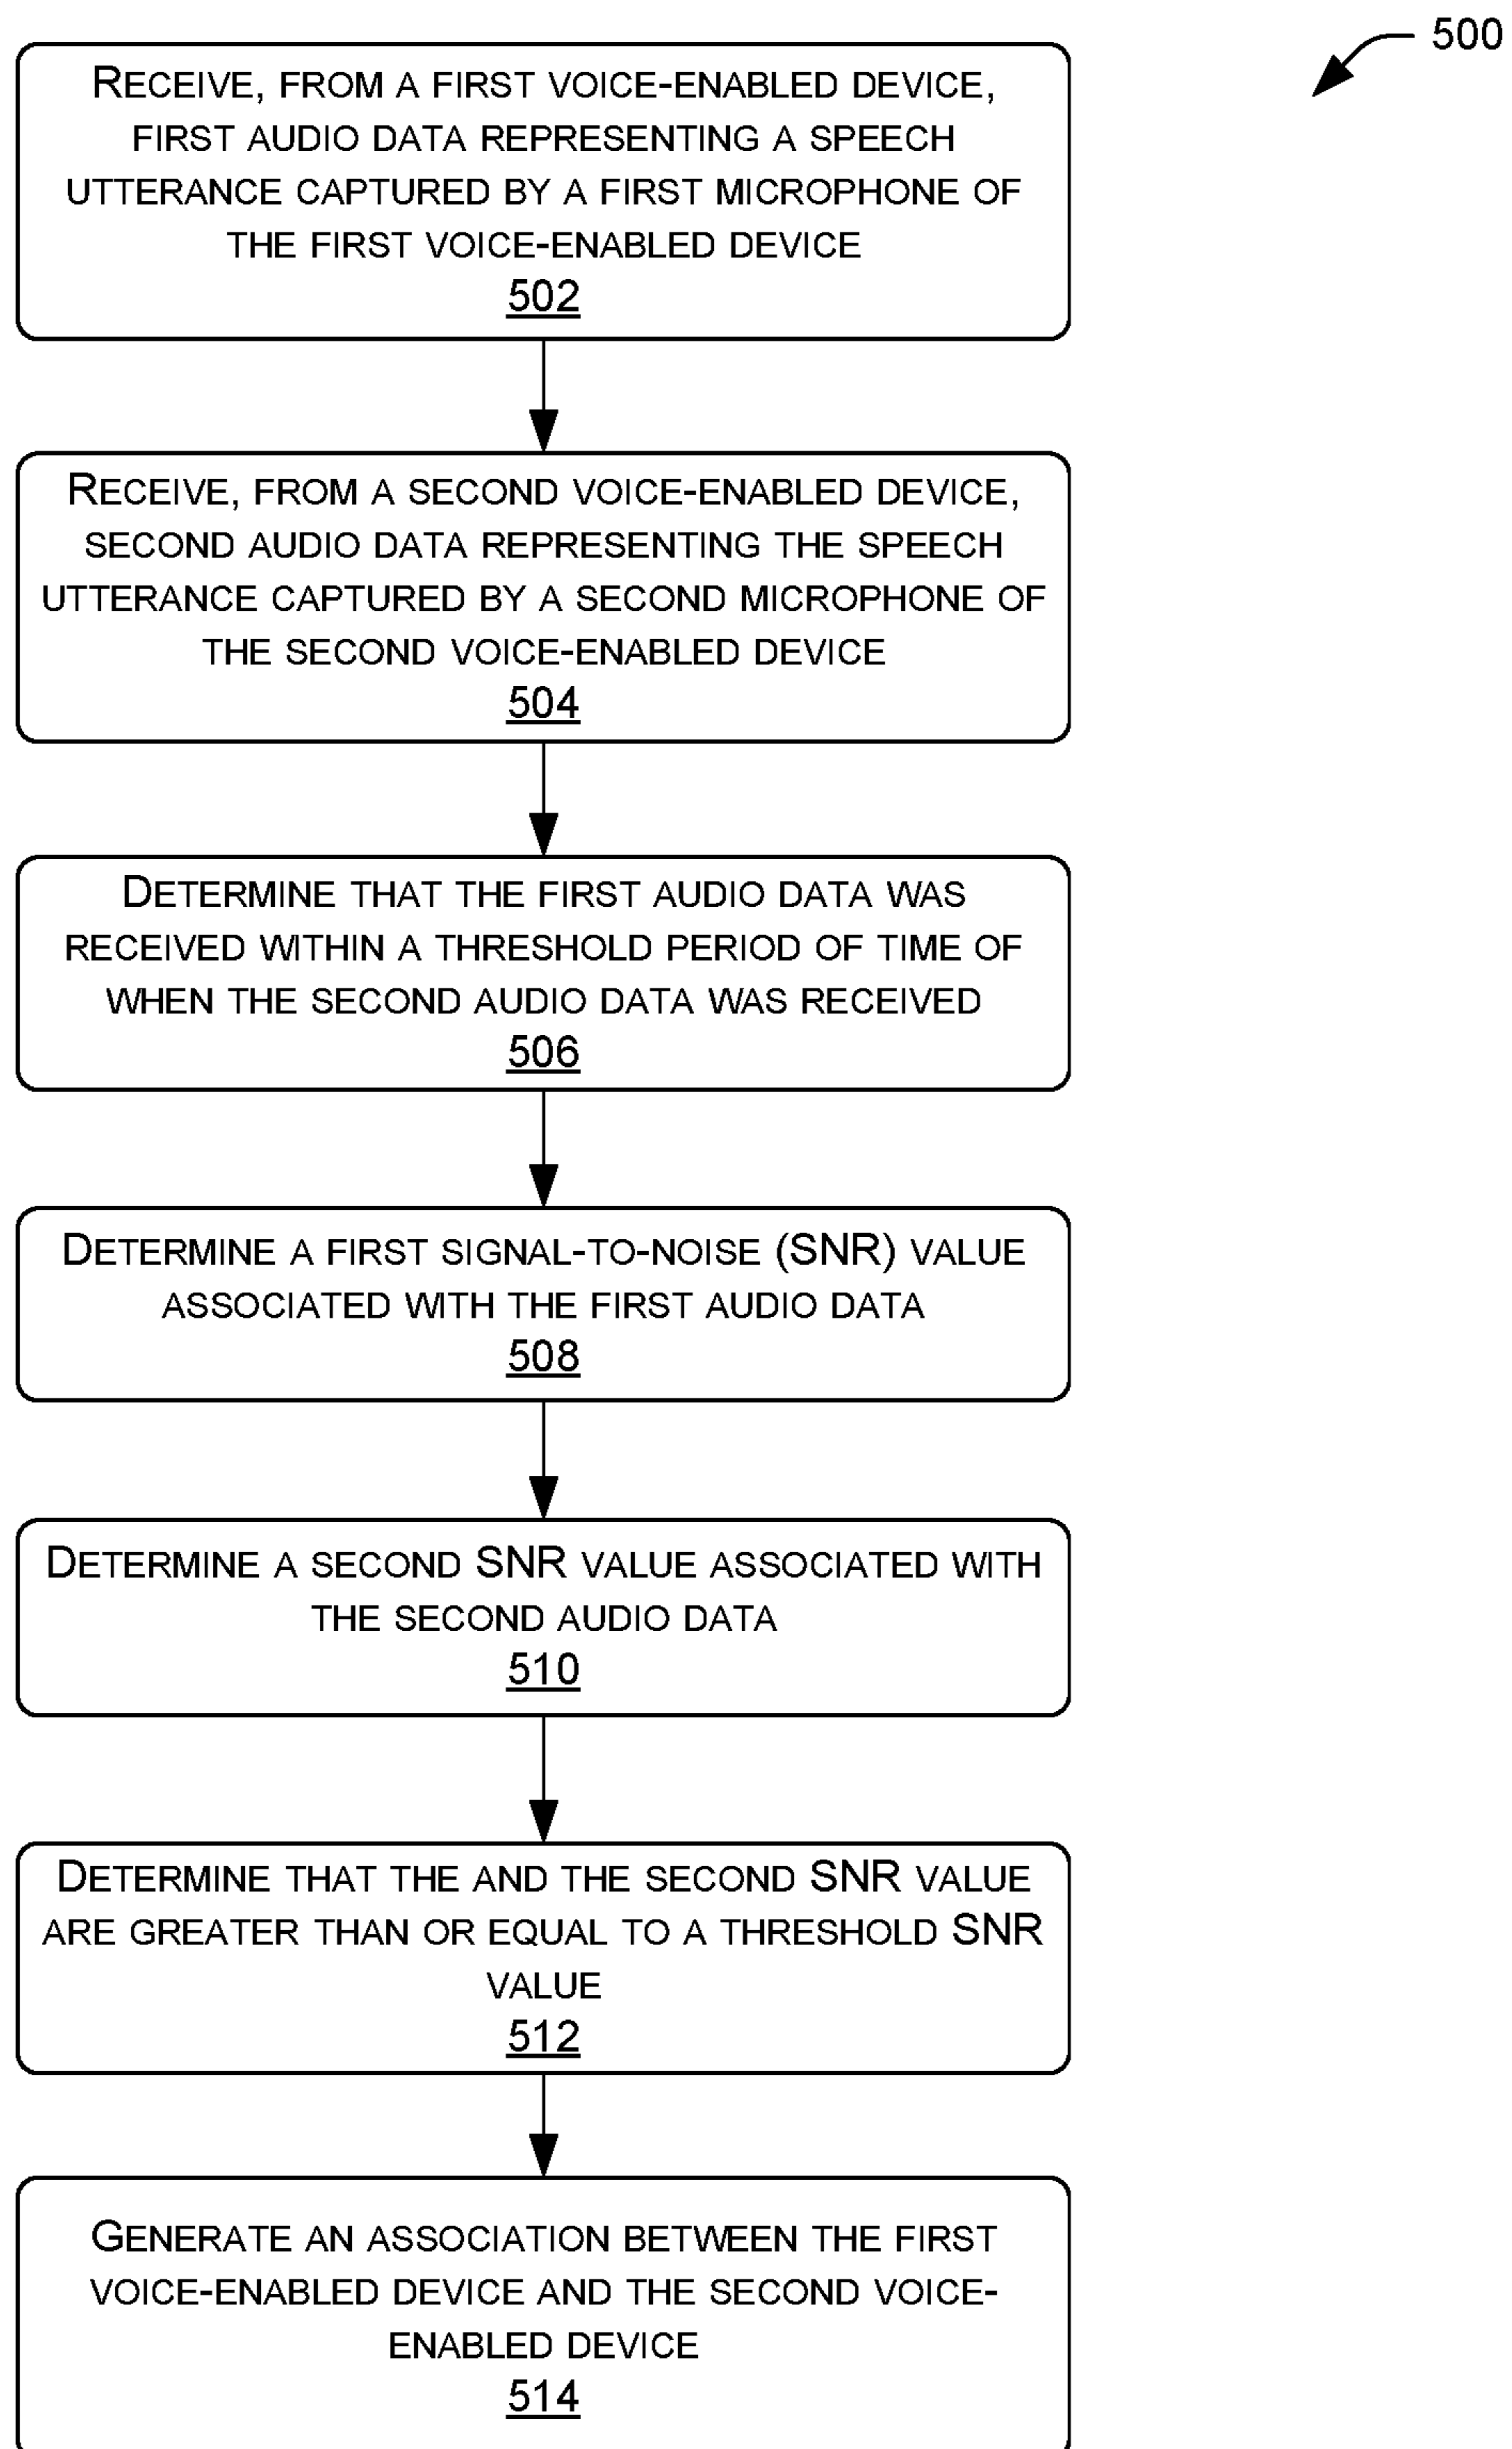 500
RECEIVE, FROM A FIRST VOICE-ENABLED DEVICE,
FIRST AUDIO DATA REPRESENTING A SPEECH
UTTERANCE CAPTURED BY A FIRST MICROPHONE OF
THE FIRST VOICE-ENABLED DEVICE
502
RECEIVE, FROM A SECOND VOICE-ENABLED DEVICE,
SECOND AUDIO DATA REPRESENTING THE SPEECH
UTTERANCE CAPTURED BY A SECOND MICROPHONE OF
THE SECOND VOICE-ENABLED DEVICE
504
DETERMINE THAT THE FIRST AUDIO DATA WAS
RECEIVED WITHIN A THRESHOLD PERIOD OF TIME OF
WHEN THE SECOND AUDIO DATA WAS RECEIVED
506
DETERMINE A FIRST SIGNAL-TO-NOISE (SNR) VALUE
ASSOCIATED WITH THE FIRST AUDIO DATA
508
DETERMINE A SECOND SNR VALUE ASSOCIATED WITH
THE SECOND AUDIO DATA
510
DETERMINE THAT THE AND THE SECOND SNR VALUE
ARE GREATER THAN OR EQUAL TO A THRESHOLD SNR
VALUE
512
GENERATE AN ASSOCIATION BETWEEN THE FIRST
VOICE-ENABLED DEVICE AND THE SECOND VOICE-
ENABLED DEVICE
514